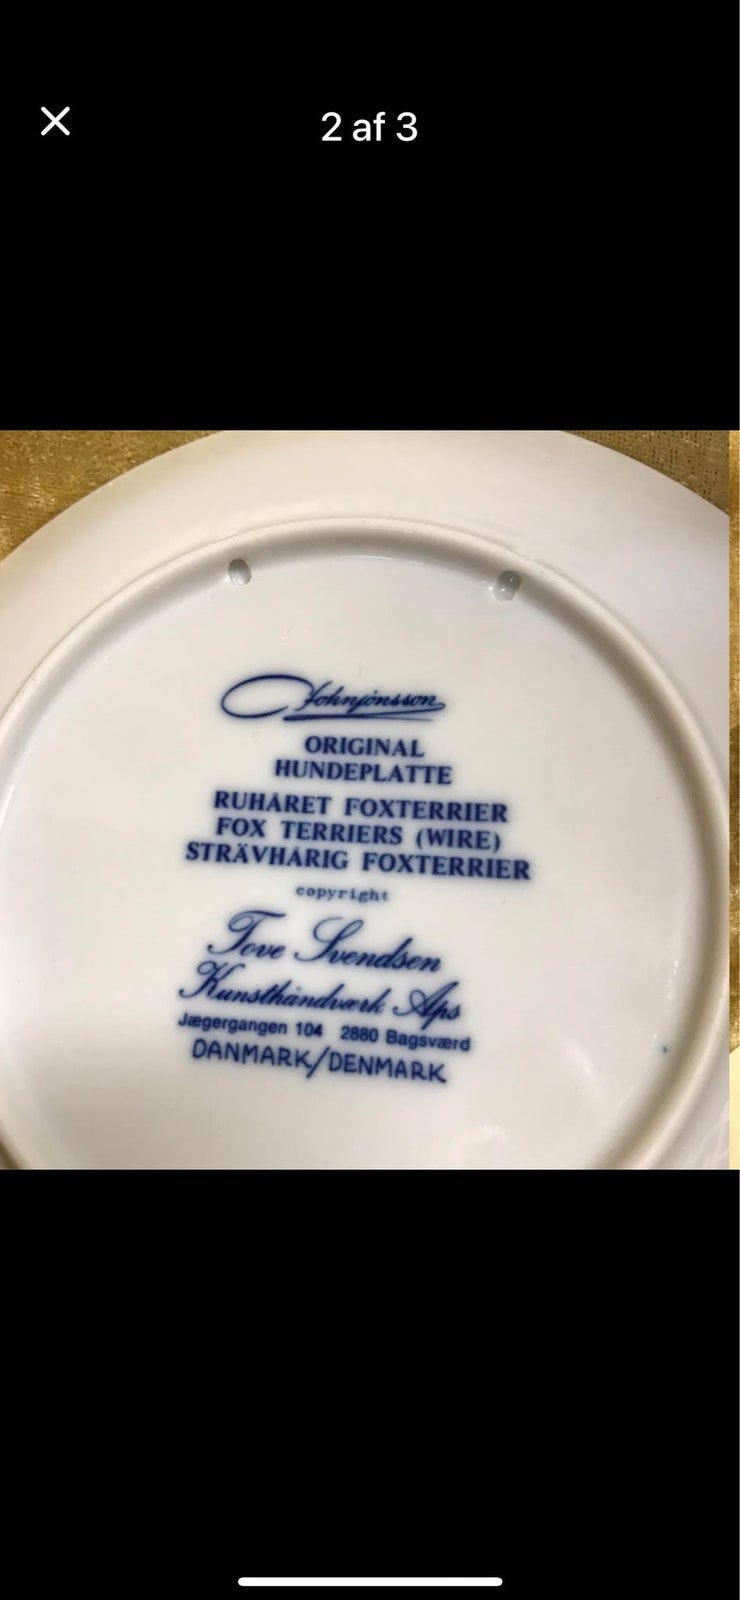 2 af 3
Johnjönsson
ORIGINAL
HUNDEPLATTE
RUHÅRET FOXTERRIER
FOX TERRIERS (WIRE)
STRÄVHÅRIG FOXTERRIER
copyright
Tove Svendsen
Kunsthåndværk Aps
Jægergangen 104 2880 Bagsværd
DANMARK/DENMARK